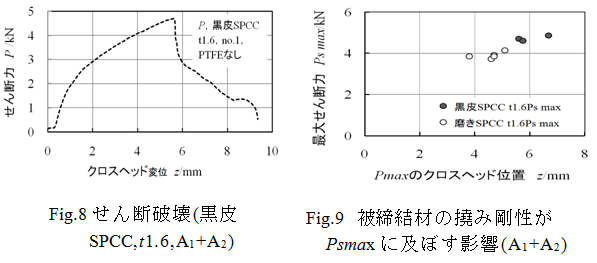 せん断力 P /kN
5
4
3
2
1
0
P, 黒皮SPCC
t1.6, no.1,
PTFEなし
0 2 4 6 8 10
クロスヘッド変位 z/mm
Fig.8 せん断破壊(黒皮
SPCC,t1.6,A1+A2)
最大せん断力 Ps max kN
6
4
2
0
黒皮SPCC t1.6Ps max
磨きSPCC t1.6Ps max
0 2 4 6 8
Pmaxのクロスヘッド位置 z/mm
Fig.9 被締結材の撓み剛性が
Psmaxに及ぼす影響(A1+A2)